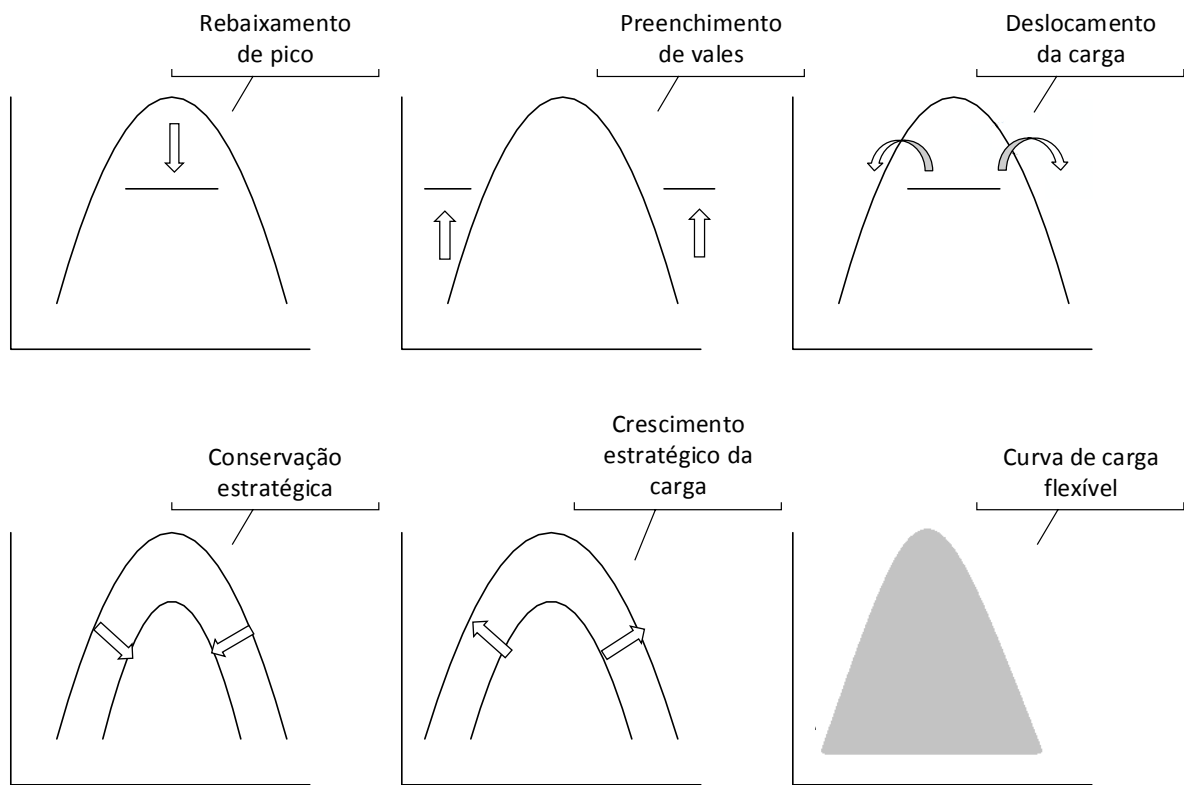 Rebaixamento
de pico
Preenchimento
de vales
Deslocamento
da carga
Conservação
estratégica
Crescimento
estratégico da
carga
Curva de carga
flexível